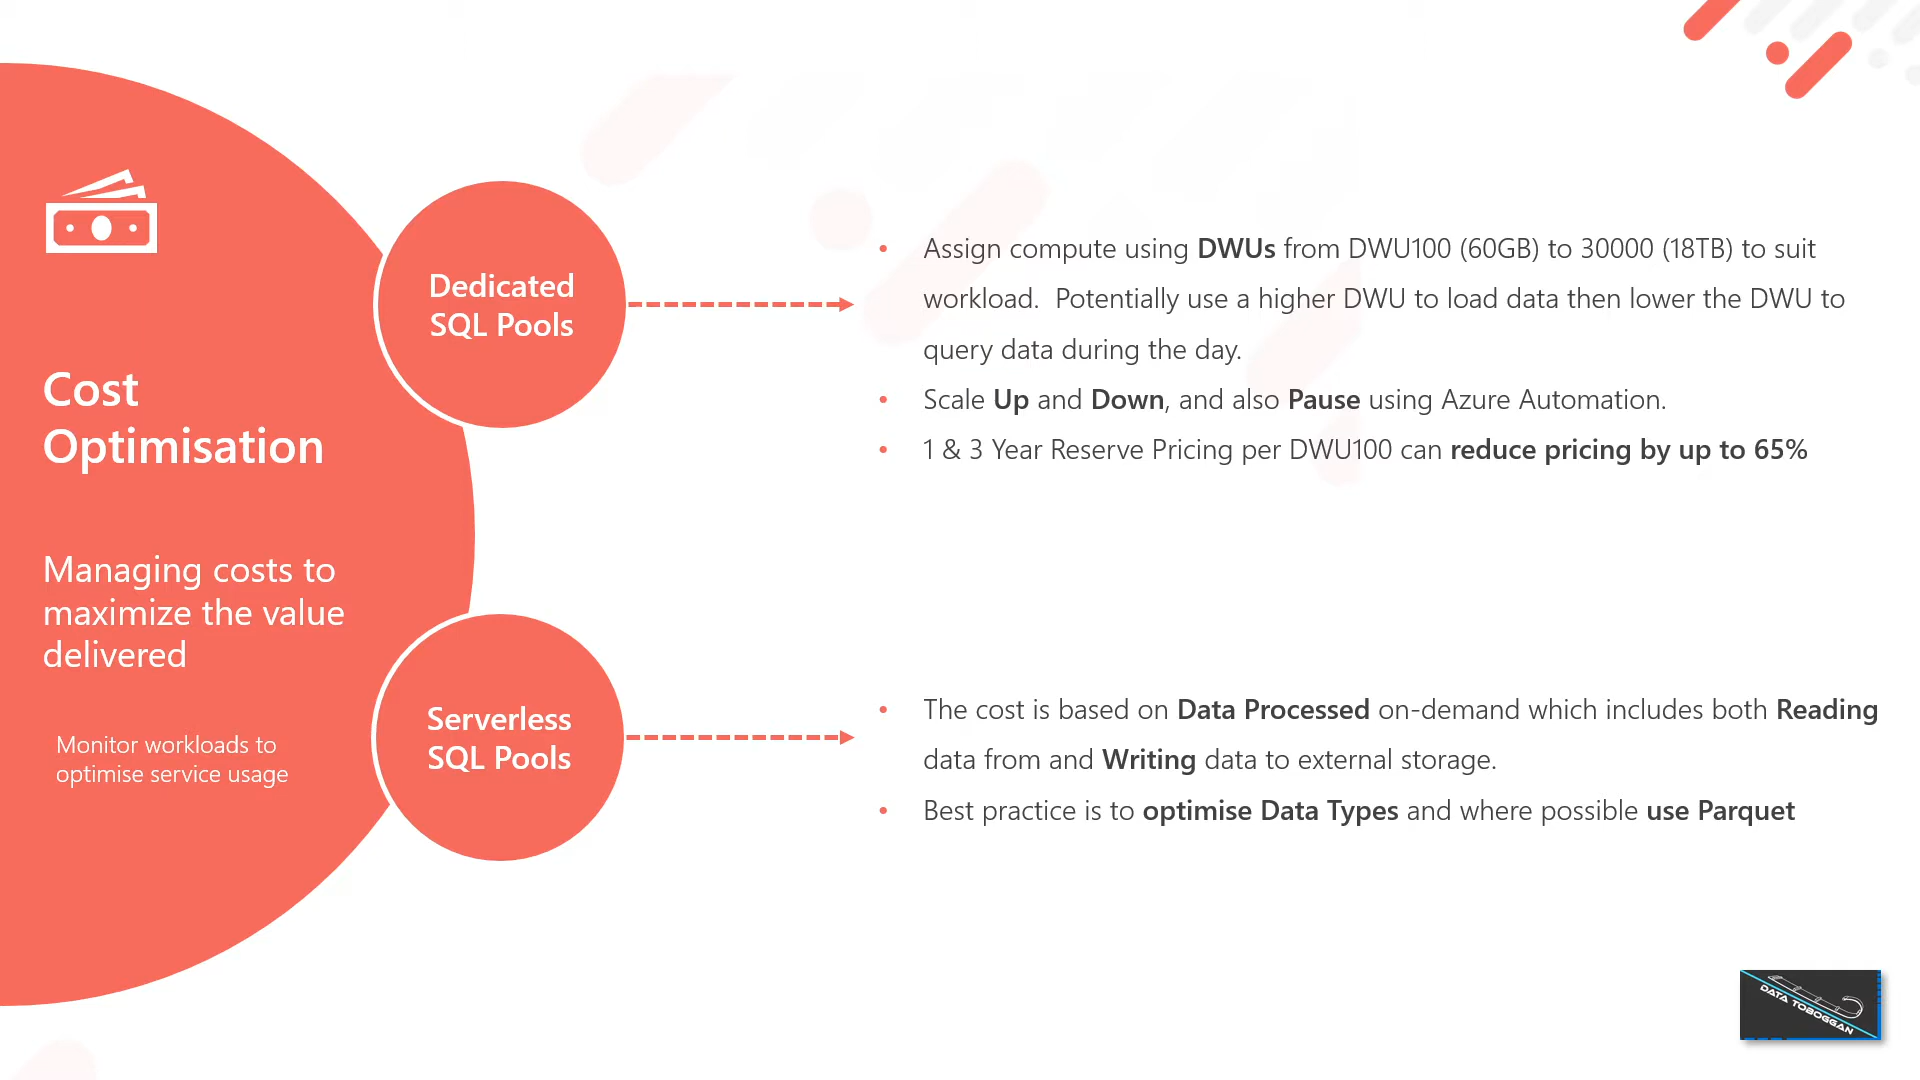 Cost
Optimisation
Managing costs to
maximize the value
delivered
Monitor workloads to
optimise service usage
Dedicated
SQL Pools
• Assign compute using DWUs from DWU100 (60GB) to 30000 (18TB) to suit
workload.  Potentially use a higher DWU to load data then lower the DWU to
query data during the day.
• Scale Up and Down, and also Pause using Azure Automation.
• 1 & 3 Year Reserve Pricing per DWU100 can reduce pricing by up to 65%
Serverless
SQL Pools
• The cost is based on Data Processed on-demand which includes both Reading
data from and Writing data to external storage.
• Best practice is to optimise Data Types and where possible use Parquet
DATA TOBOGGAN